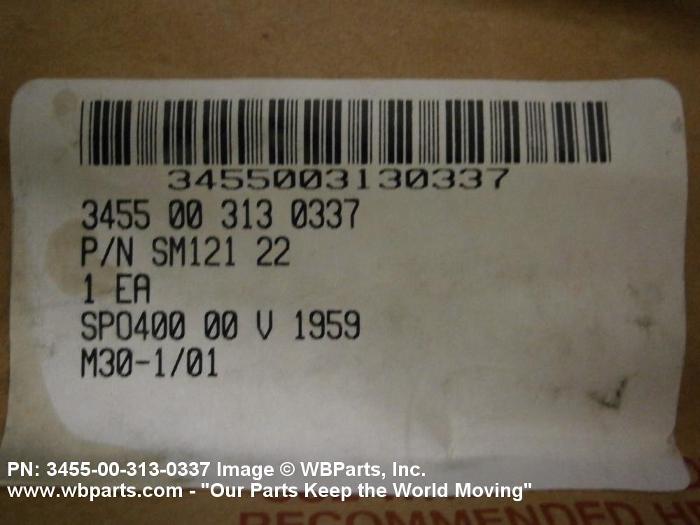 3455003130337
3455 00 313 0337
P/N SM121 22
1 EA
SPO400 00 V 1959
M30-1/01
PN: 3455-00-313-0337 Image © WBParts, Inc.
www.wbparts.com - "Our Parts Keep the World Moving"
RECOMMENDED